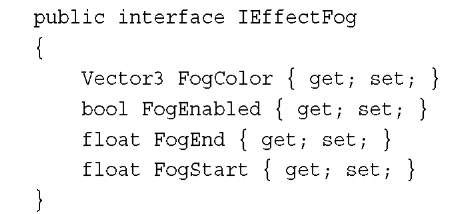 public interface IEffectFog
{
    Vector3 FogColor { get; set; }
    bool FogEnabled { get; set; }
    float FogEnd { get; set; }
    float FogStart { get; set; }
}